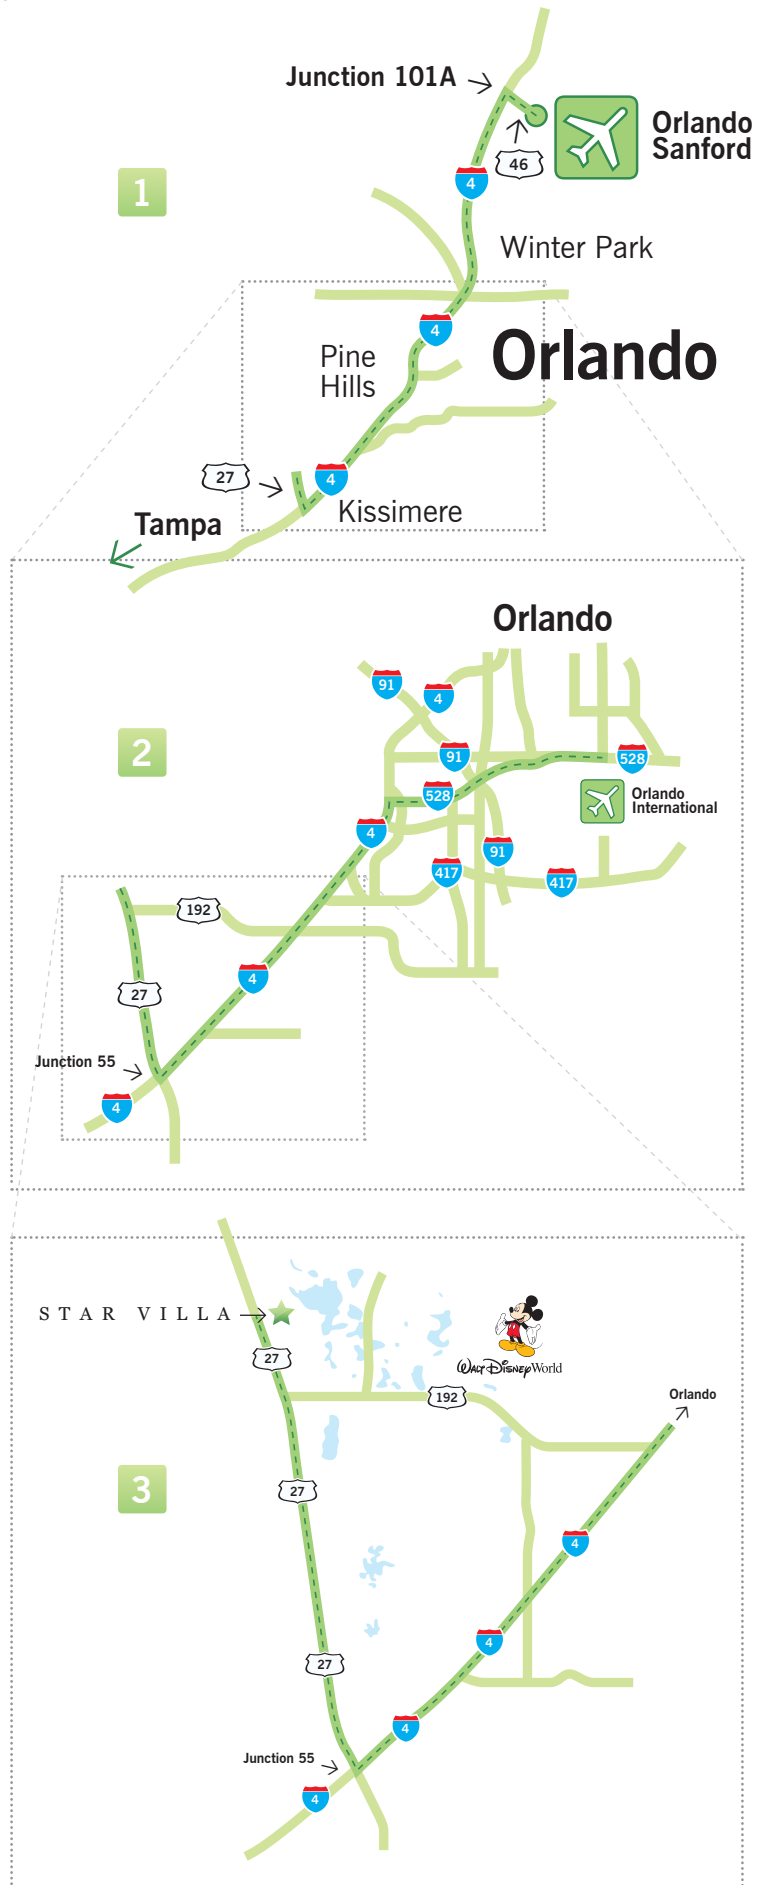 Junction 101A
Orlando
Sanford
46
4
1
Winter Park
4
Orlando
Pine
Hills
27
4
Kissimere
Tampa
Orlando
91
4
2
91
528
528
Orlando
International
4
91
417
417
192
4
27
Junction 55
4
STAR VILLA
27
WALT DISNEY World
192
Orlando
3
27
4
4
27
4
Junction 55
4